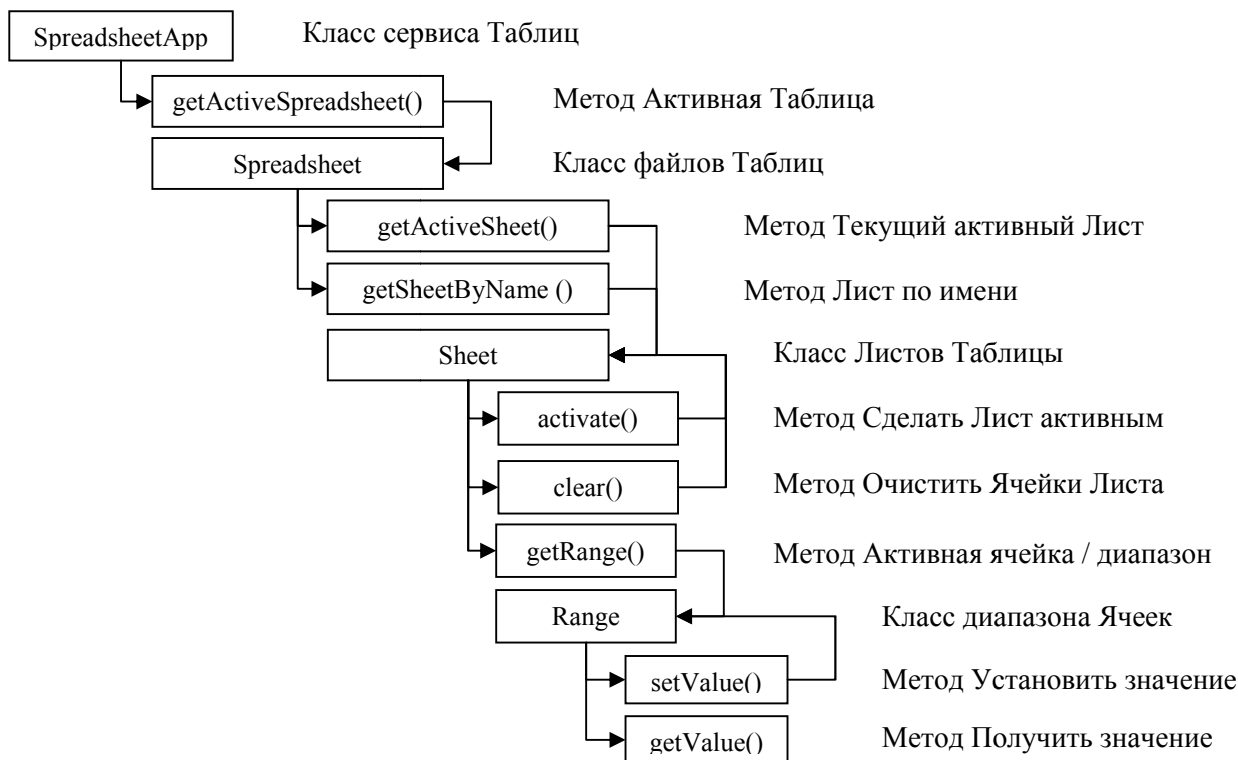 SpreadsheetApp Класс сервиса Таблиц
getActiveSpreadsheet() Метод Активная Таблица
Spreadsheet Класс файлов Таблиц
getActiveSheet() Метод Текущий активный Лист
getSheetByName () Метод Лист по имени
Sheet Класс Листов Таблицы
activate() Метод Сделать Лист активным
clear() Метод Очистить Ячейки Листа
getRange() Метод Активная ячейка / диапазон
Range Класс диапазона Ячеек
setValue() Метод Установить значение
getValue() Метод Получить значение